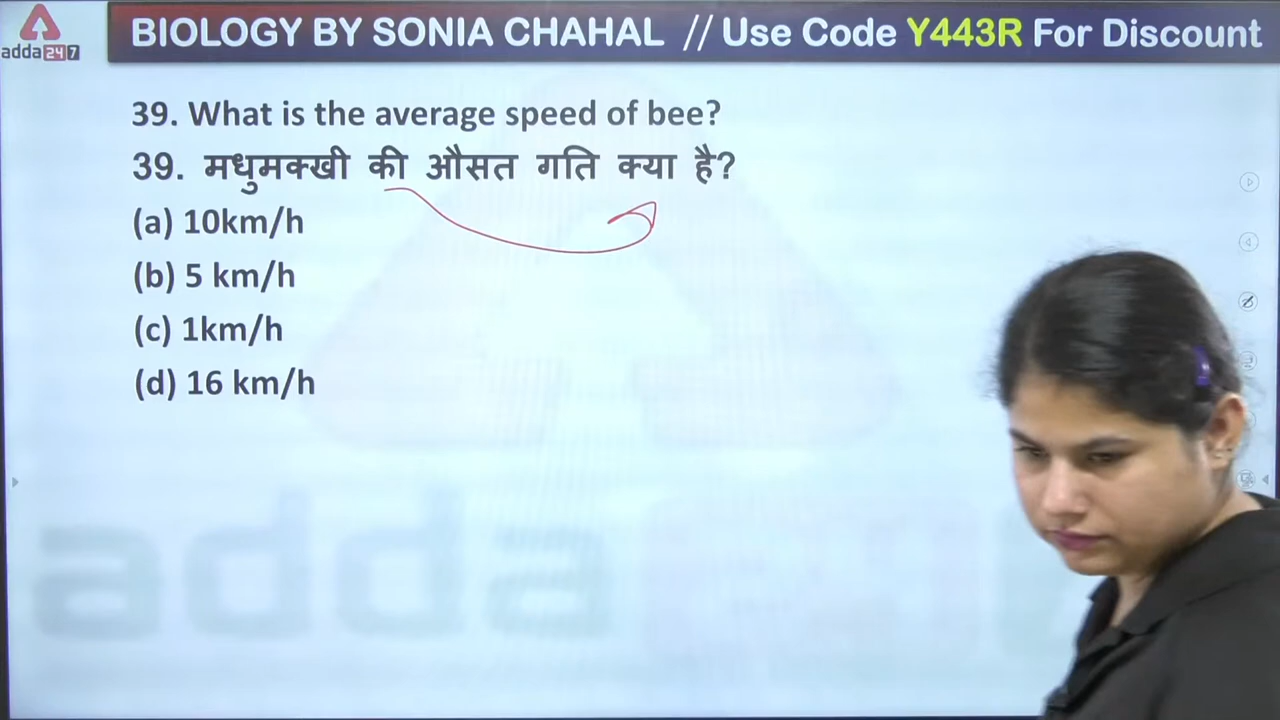 BIOLOGY BY SONIA CHAHAL // Use Code Y443R For Discount
adda247
39. What is the average speed of bee?
39. मधुमक्खी की औसत गति क्या है?
(a) 10km/h
(b) 5 km/h
(c) 1km/h
(d) 16 km/h
adda